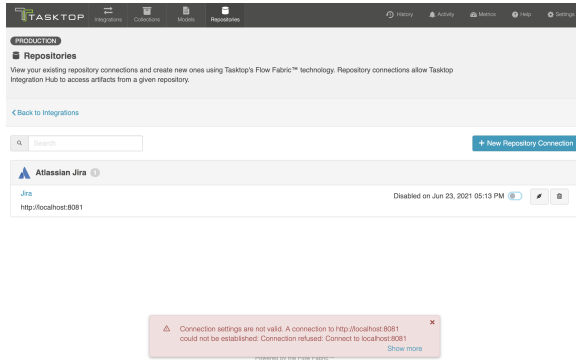 TASKTOP
Integrations
Collections
Models
Repositories
History
Activity
Metrics
Help
Settings
PRODUCTION
Repositories
View your existing repository connections and create new ones using Tasktop's Flow Fabric™ technology. Repository connections allow Tasktop
Integration Hub to access artifacts from a given repository.
Back to Integrations
Search
+ New Repository Connection
Atlassian Jira 1
Jira
Disabled on Jun 23, 2021 05:13 PM
http://localhost:8081
Connection settings are not valid. A connection to http://localhost:8081
could not be established: Connection refused: Connect to localhost:8081
Show more